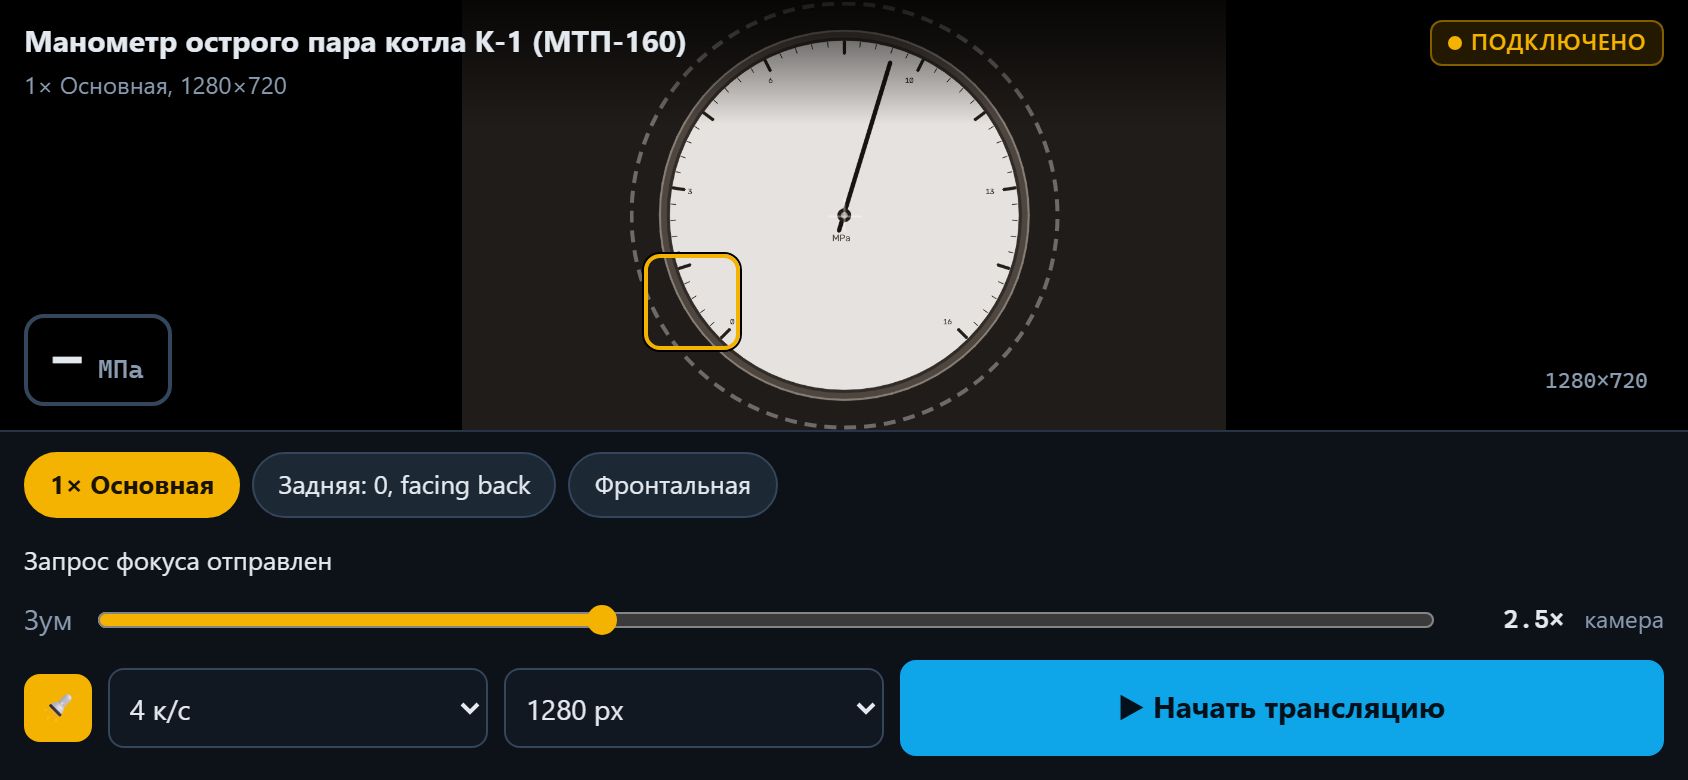 Манометр острого пара котла К-1 (МТП-160)
ПОДКЛЮЧЕНО
1× Основная, 1280×720
6
10
3
13
MPa
0
16
— МПа
1280×720
1× Основная
Задняя: 0, facing back
Фронтальная
Запрос фокуса отправлен
Зум
2.5× камера
4 к/с
1280 px
▶ Начать трансляцию